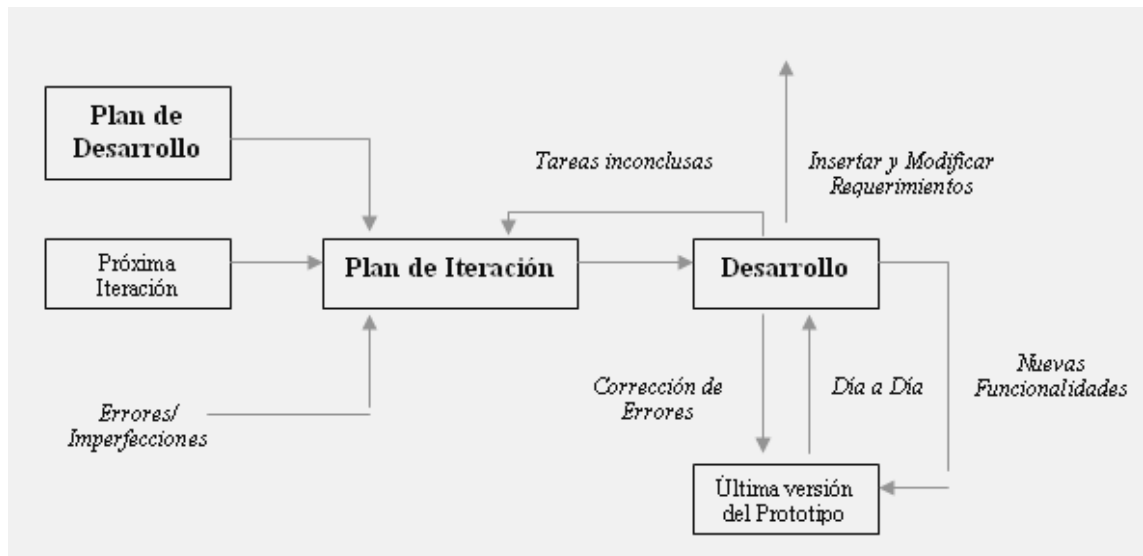 Plan de
Desarrollo
Tareas inconclusas
Insertar y Modificar
Requerimientos
Próxima
Iteración
Plan de Iteración
Desarrollo
Errores/
Imperfecciones
Corrección de
Errores
Día a Día
Nuevas
Funcionalidades
Última versión
del Prototipo